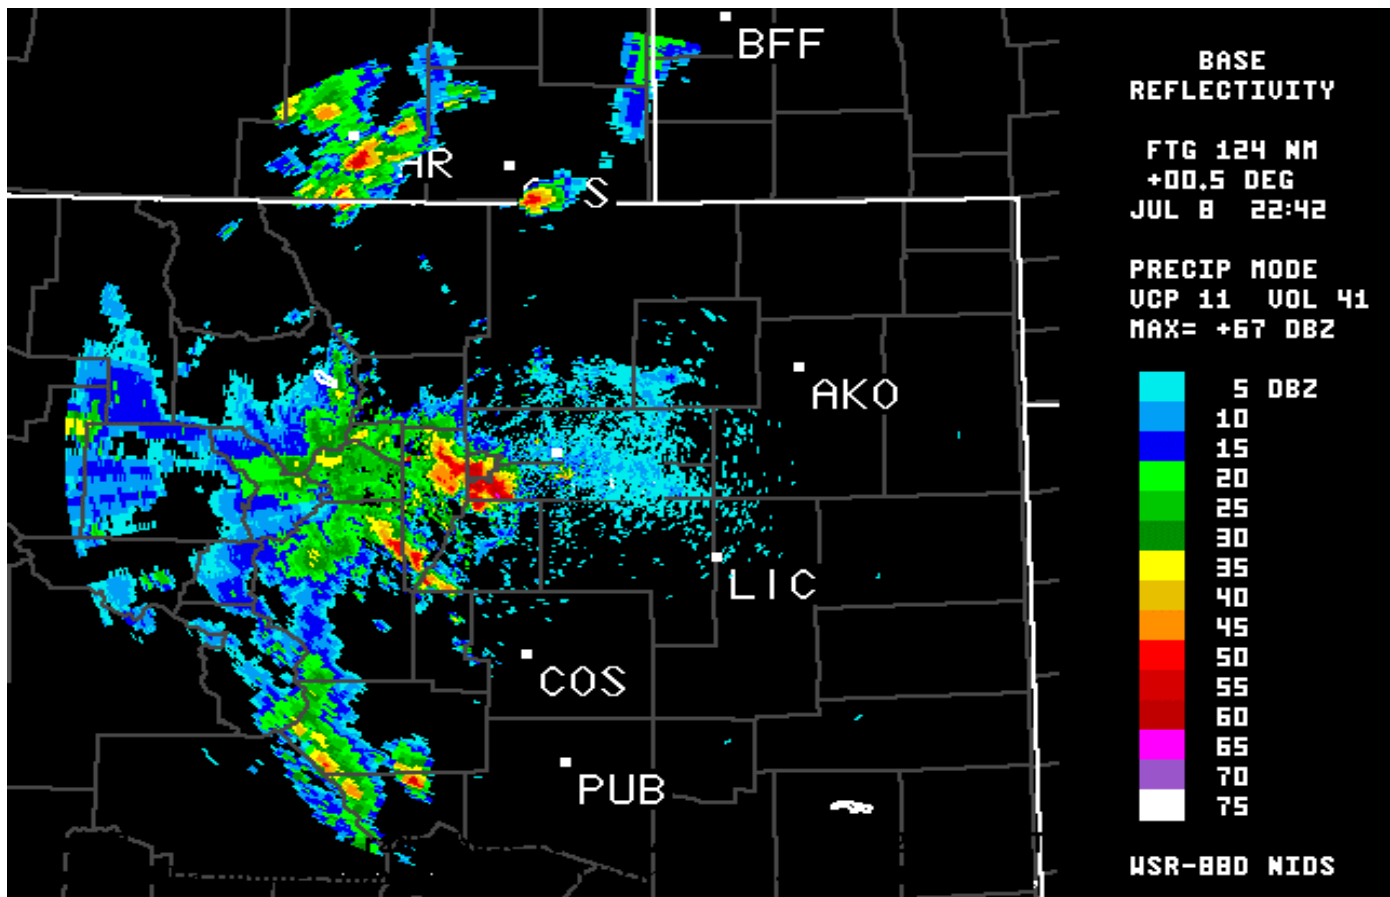 BFF
AR
S
AKO
LIC
COS
PUB
BASE
REFLECTIVITY
FTG 124 NM
+00.5 DEG
JUL 8 22:42
PRECIP MODE
VCP 11 VOL 41
MAX= +67 DBZ
5 DBZ
10
15
20
25
30
35
40
45
50
55
60
65
70
75
WSR-88D NIDS